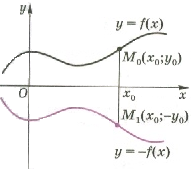 y
y = f(x)
M₀(x₀;y₀)
O
x₀
x
M₁(x₀;−y₀)
y = −f(x)